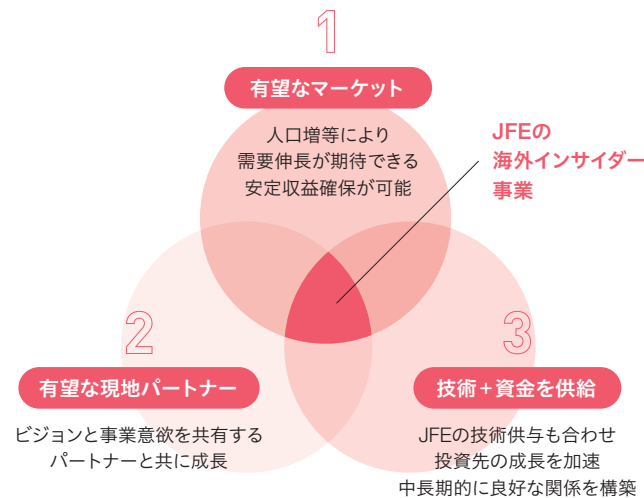 1
有望なマーケット
人口増等により
需要伸長が期待できる
安定収益確保が可能
JFEの
海外インサイダー
事業
2
有望な現地パートナー
ビジョンと事業意欲を共有する
パートナーと共に成長
3
技術+資金を供給
JFEの技術供与も合わせ
投資先の成長を加速
中長期的に良好な関係を構築